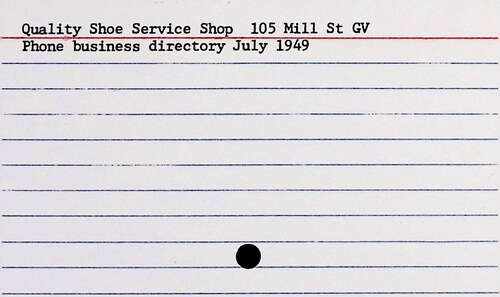 Quality Shoe Service Shop 105 Mill St GV
Phone business directory July 1949